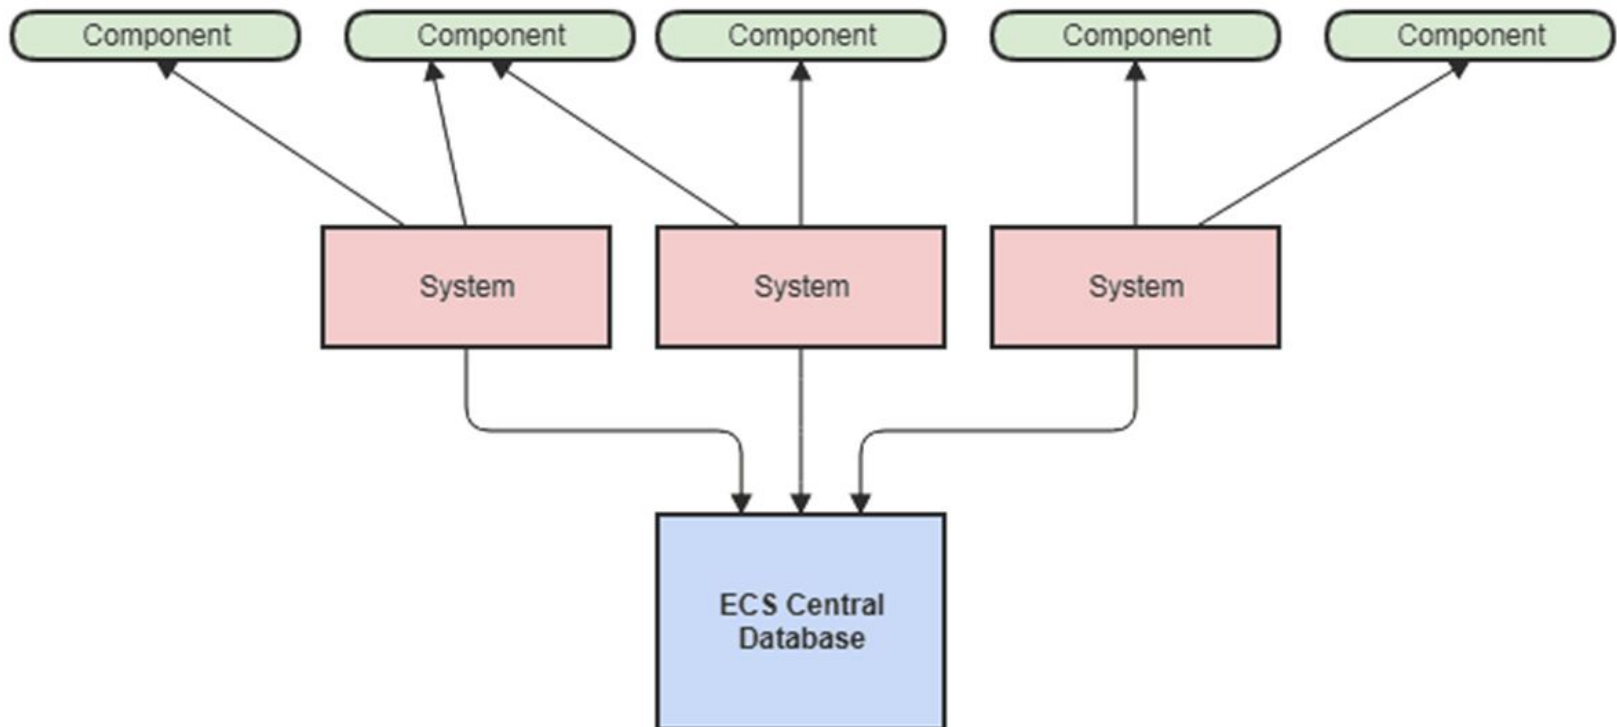 Component
Component
Component
Component
Component
System
System
System
ECS Central
Database